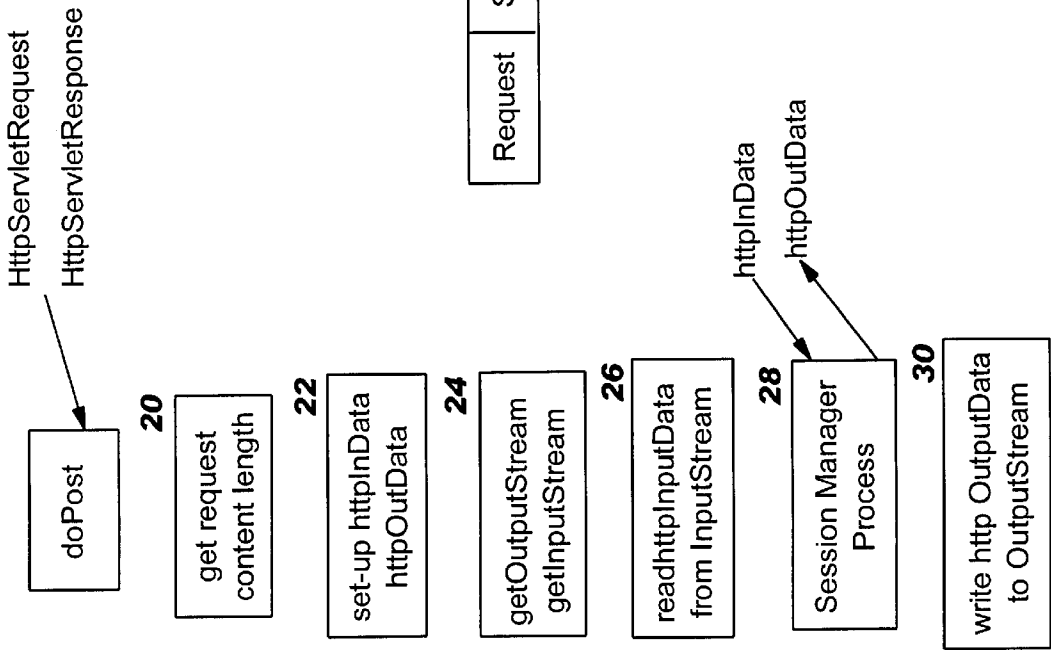 HttpServletRequest
HttpServletResponse
doPost
20
get request
content length
22
set-up httpInData
httpOutData
24
getOutputStream
getInputStream
26
readhttpInputData
from InputStream
28
Session Manager
Process
httpInData
httpOutData
30
write http OutputData
to OutputStream
Request